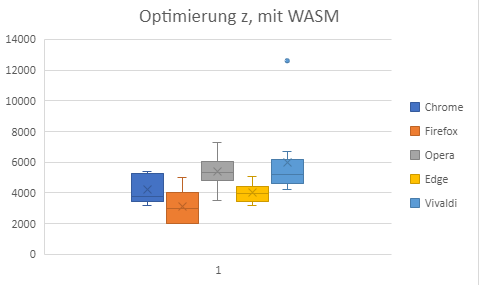 Optimierung z, mit WASM
14000
12000
10000
8000
6000
4000
2000
0
1
Chrome
Firefox
Opera
Edge
Vivaldi